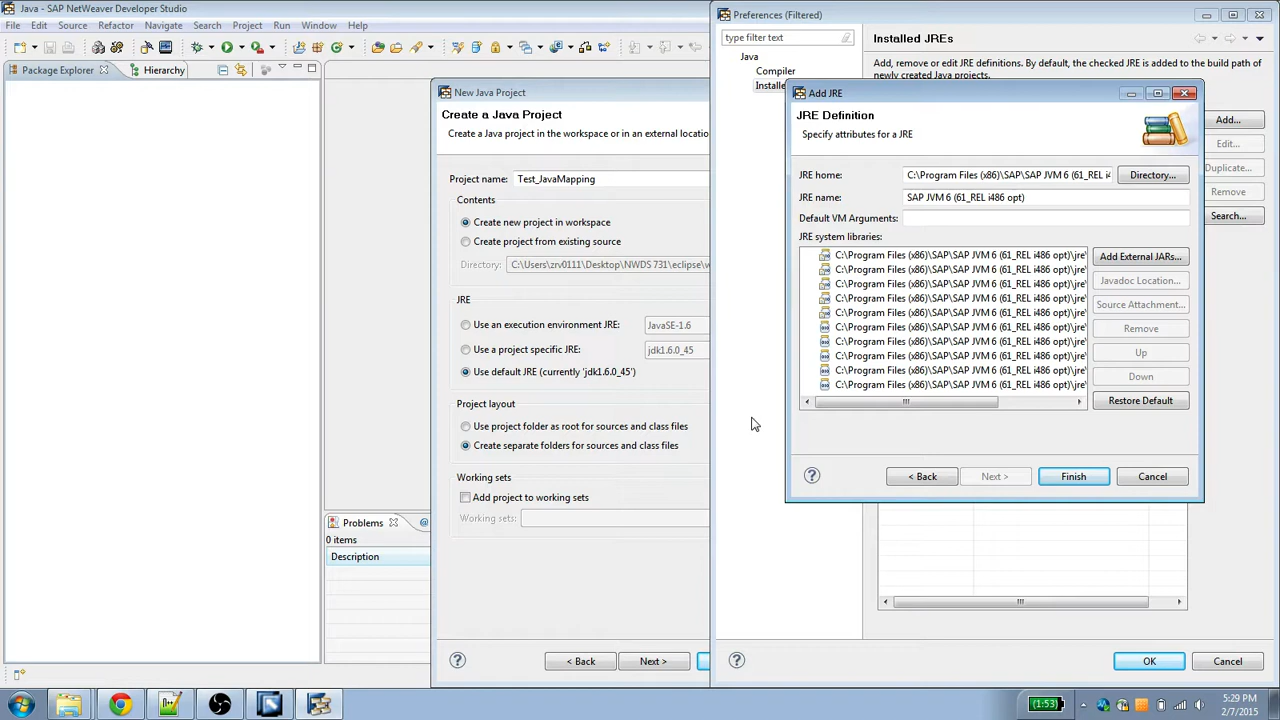 Java - SAP NetWeaver Developer Studio
File Edit Source Refactor Navigate Search Project Run Window Help
Package Explorer
Hierarchy
New Java Project
Create a Java Project
Create a Java project in the workspace or in an external locatio
Project name: Test_JavaMapping
Contents
Create new project in workspace
Create project from existing source
Directory: C:\Users\zrv0111\Desktop\NWDS 731\eclipse\w
JRE
Use an execution environment JRE: JavaSE-1.6
Use a project specific JRE: jdk1.6.0_45
Use default JRE (currently 'jdk1.6.0_45')
Project layout
Use project folder as root for sources and class files
Create separate folders for sources and class files
Working sets
Add project to working sets
Working sets:
< Back
Next >
Problems
@
0 items
Description
Preferences (Filtered)
type filter text
Java
Compiler
Installe
Installed JREs
Add, remove or edit JRE definitions. By default, the checked JRE is added to the build path of
newly created Java projects.
Add...
Edit...
Duplicate...
Remove
Search...
Add JRE
JRE Definition
Specify attributes for a JRE
JRE home: C:\Program Files (x86)\SAP\SAP JVM 6 (61_REL i4
Directory...
JRE name: SAP JVM 6 (61_REL i486 opt)
Default VM Arguments:
JRE system libraries:
C:\Program Files (x86)\SAP\SAP JVM 6 (61_REL i486 opt)\jre\
C:\Program Files (x86)\SAP\SAP JVM 6 (61_REL i486 opt)\jre\
C:\Program Files (x86)\SAP\SAP JVM 6 (61_REL i486 opt)\jre\
C:\Program Files (x86)\SAP\SAP JVM 6 (61_REL i486 opt)\jre\
C:\Program Files (x86)\SAP\SAP JVM 6 (61_REL i486 opt)\jre\
C:\Program Files (x86)\SAP\SAP JVM 6 (61_REL i486 opt)\jre\
C:\Program Files (x86)\SAP\SAP JVM 6 (61_REL i486 opt)\jre\
C:\Program Files (x86)\SAP\SAP JVM 6 (61_REL i486 opt)\jre\
C:\Program Files (x86)\SAP\SAP JVM 6 (61_REL i486 opt)\jre\
C:\Program Files (x86)\SAP\SAP JVM 6 (61_REL i486 opt)\jre\
Add External JARs...
Javadoc Location...
Source Attachment...
Remove
Up
Down
Restore Default
< Back
Next >
Finish
Cancel
OK
Cancel
(1:53)
5:29 PM
2/7/2015